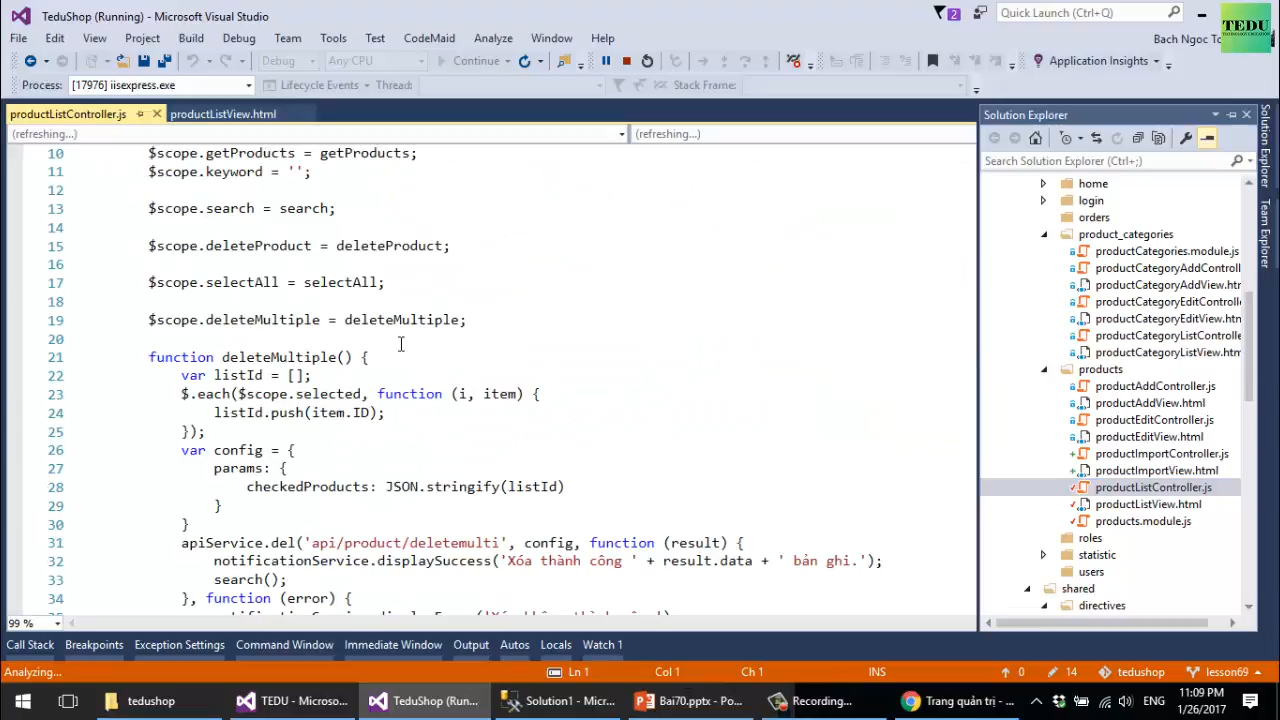 TeduShop (Running) - Microsoft Visual Studio
2
Quick Launch (Ctrl+Q)
TEDU
File Edit View Project Build Debug Team Tools Test CodeMaid Analyze Window Help
Bach Ngoc To
Debug Any CPU Continue Application Insights
Process: [17976] iisexpress.exe Lifecycle Events Thread: Stack Frame:
productListController.js productListView.html
(refreshing...) (refreshing...)
10 $scope.getProducts = getProducts;
11 $scope.keyword = '';
12
13 $scope.search = search;
14
15 $scope.deleteProduct = deleteProduct;
16
17 $scope.selectAll = selectAll;
18
19 $scope.deleteMultiple = deleteMultiple;
20
21 function deleteMultiple() {
22 var listId = [];
23 $.each($scope.selected, function (i, item) {
24 listId.push(item.ID);
25 });
26 var config = {
27 params: {
28 checkedProducts: JSON.stringify(listId)
29 }
30 }
31 apiService.del('api/product/deletemulti', config, function (result) {
32 notificationService.displaySuccess('Xóa thành công ' + result.data + ' bản ghi.');
33 search();
34 }, function (error) {
99 %
Solution Explorer
Search Solution Explorer (Ctrl+;)
home
login
orders
product_categories
productCategories.module.js
productCategoryAddControll
productCategoryAddView.htn
productCategoryEditControlle
productCategoryEditView.htm
productCategoryListControlle
productCategoryListView.htm
products
productAddController.js
productAddView.html
productEditController.js
productEditView.html
productImportController.js
productImportView.html
productListController.js
productListView.html
products.module.js
roles
statistic
users
shared
directives
Solution Explorer
Team Explorer
Call Stack Breakpoints Exception Settings Command Window Immediate Window Output Autos Locals Watch 1
Analyzing. Ln 1 Col 1 Ch 1 INS 0 14 tedushop lesson69
tedushop TEDU - Microso... TeduShop (Run... Solution1 - Micr... Bai70.pptx - Po... Recording... Trang quản trị - ... ENG
11:09 PM
1/26/2017